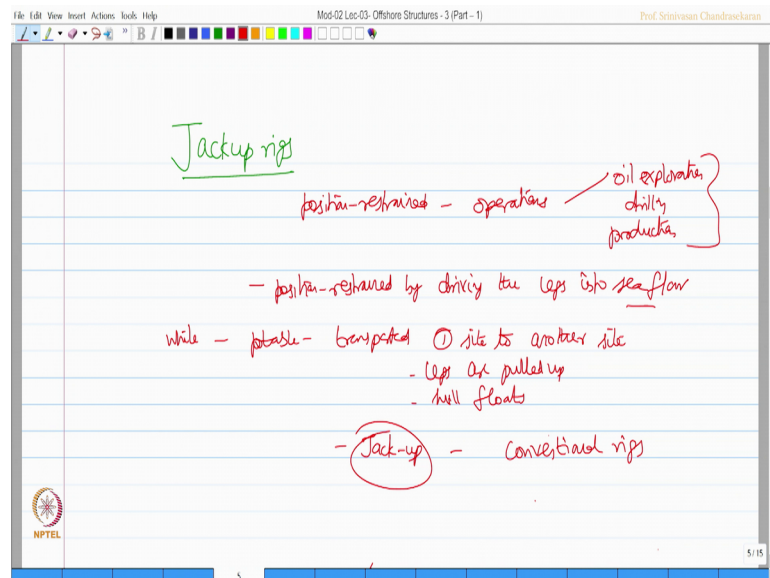 File Edit View Insert Actions Tools Help
Mod-02 Lec-03- Offshore Structures - 3 (Part – 1)
Prof. Srinivasan Chandrasekaran
B I
Jackup rigs
position-restrained - operations
oil exploration
drilling
production
- position-restrained by driving the legs into sea flow
while - - transported ① site to another site
- legs are pulled up
- hull floats
- Jack-up - conventional rigs
NPTEL
5/15